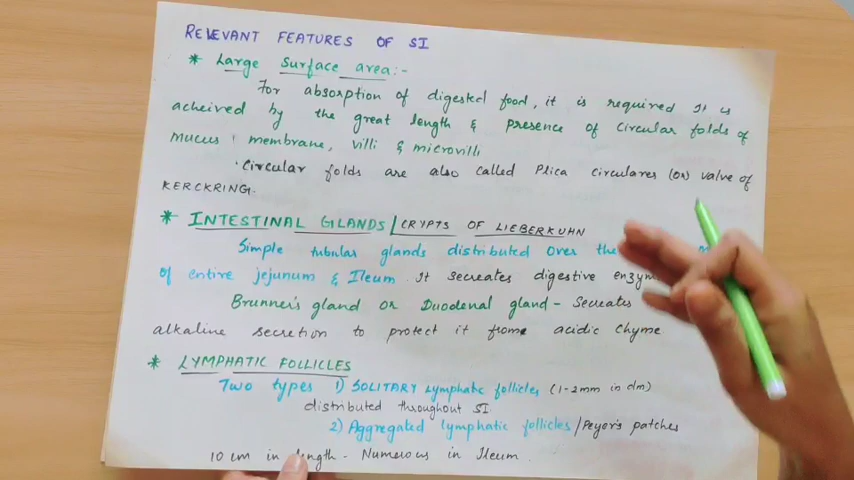 RELEVANT FEATURES OF SI
* Large Surface area:-
For absorption of digested food, it is required It is
acheived by the great length & presence of circular folds of
mucus membrane, villi & microvilli
Circular folds are also called Plica circulares (or) valve of
KERCKRING.
* INTESTINAL GLANDS/CRYPTS OF LIEBERKUHN
Simple tubular glands distributed over the
of entire jejunum & Ileum. It secreates digestive
Brunner's gland or Duodenal gland - Secreates
alkaline secretion to protect it from acidic chyme.
* LYMPHATIC FOLLICLES
Two types 1) SOLITARY lymphatic follicles (1-2mm in dm)
distributed throughout SI
2) Aggregated lymphatic follicles/Peyer's patches
10 cm in length - Numerous in Ileum.